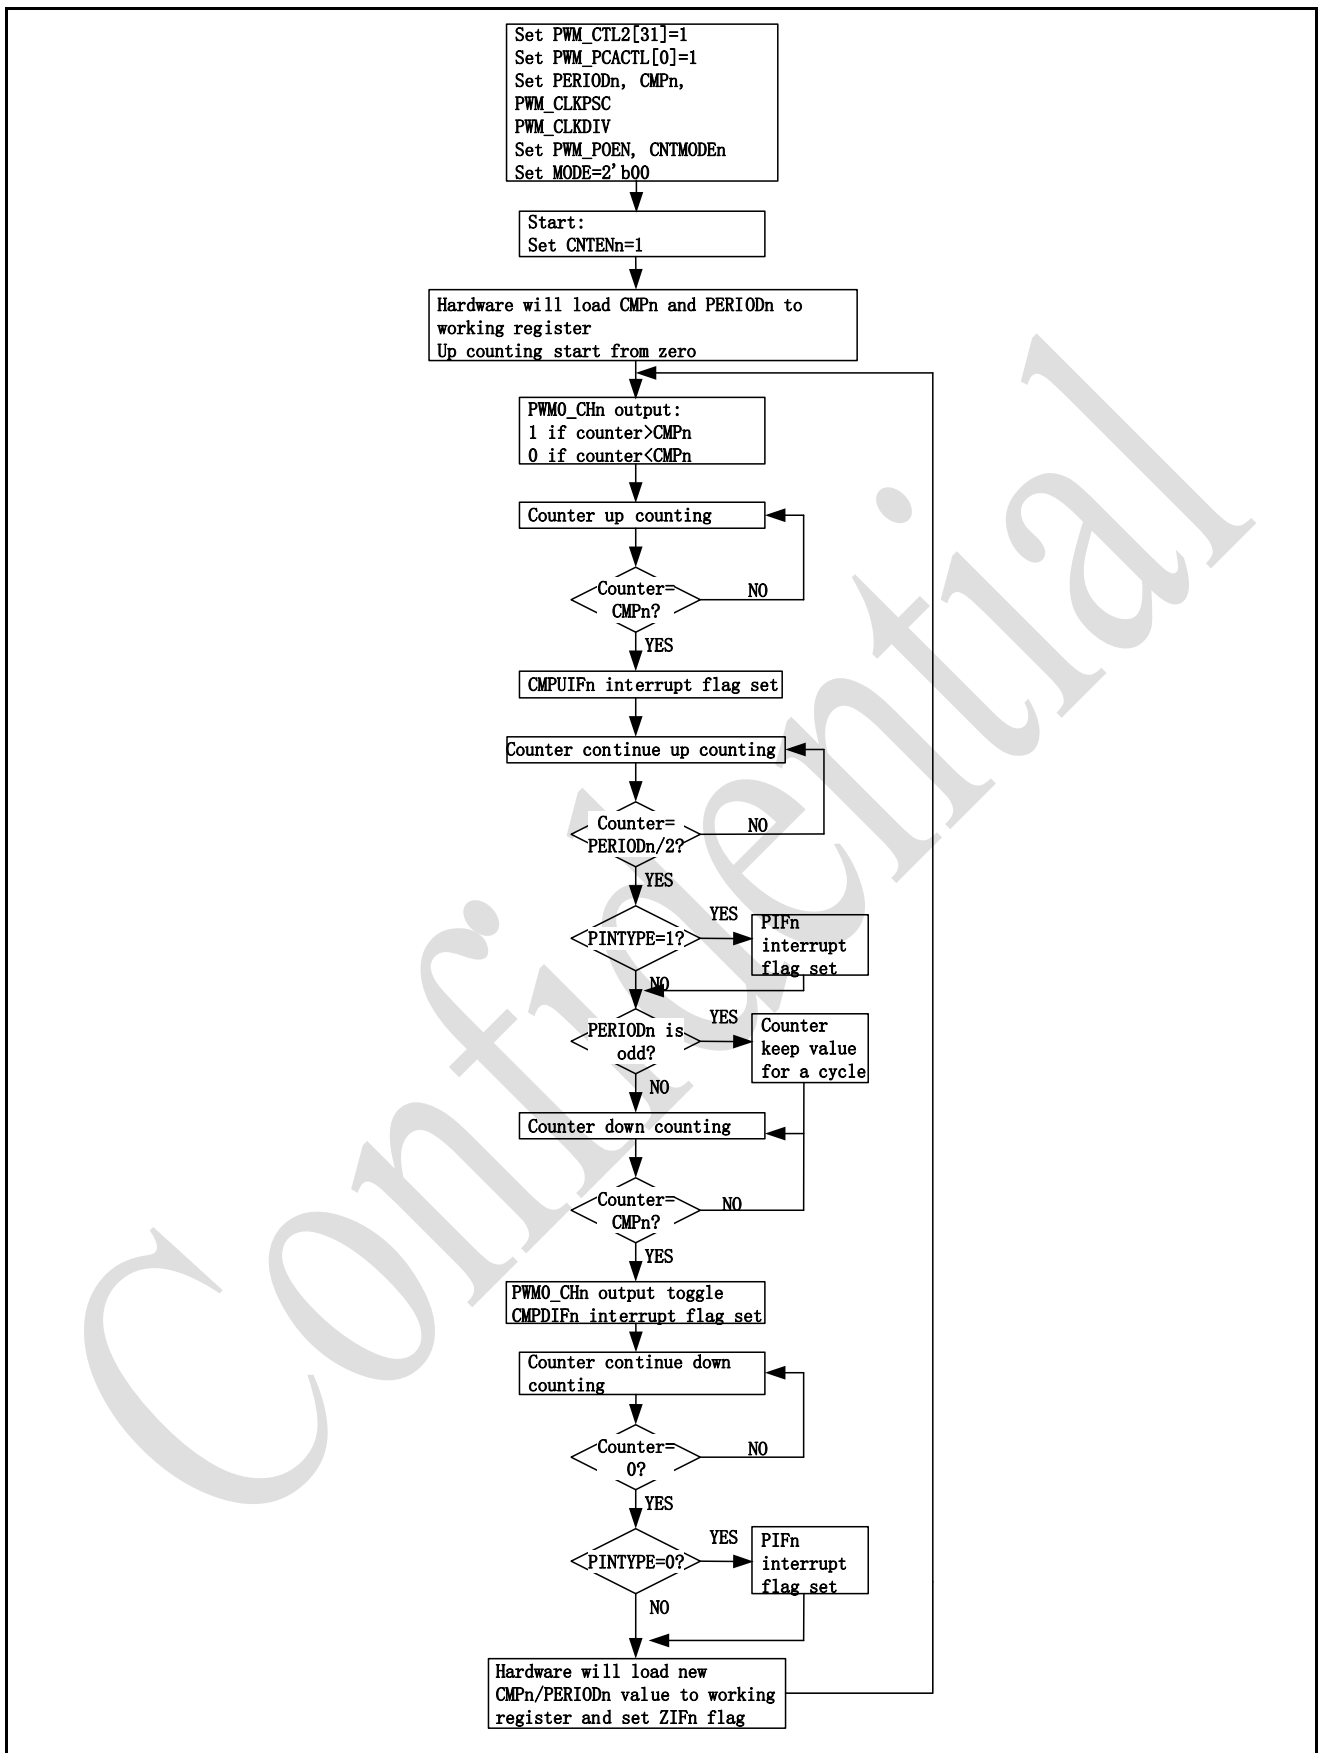 Set PWM_CTL2[31]=1
Set PWM_PCACTL[0]=1
Set PERIODn, CMPn,
PWM_CLKPSC
PWM_CLKDIV
Set PWM_POEN, CNTMODEn
Set MODE=2'b00
Start:
Set CNTENn=1
Hardware will load CMPn and PERIODn to
working register
Up counting start from zero
PWM0_CHn output:
1 if counter>CMPn
0 if counter<CMPn
Counter up counting
Counter=
CMPn?
NO
YES
CMPUIFn interrupt flag set
Counter continue up counting
Counter=
PERIODn/2?
NO
YES
PINTYPE=1?
YES
PIFn
interrupt
flag set
NO
PERIODn is
odd?
YES
Counter
keep value
for a cycle
NO
Counter down counting
Counter=
CMPn?
NO
YES
PWM0_CHn output toggle
CMPDIFn interrupt flag set
Counter continue down
counting
Counter=
0?
NO
YES
PINTYPE=0?
YES
PIFn
interrupt
flag set
NO
Hardware will load new
CMPn/PERIODn value to working
register and set ZIFn flag
Confidential